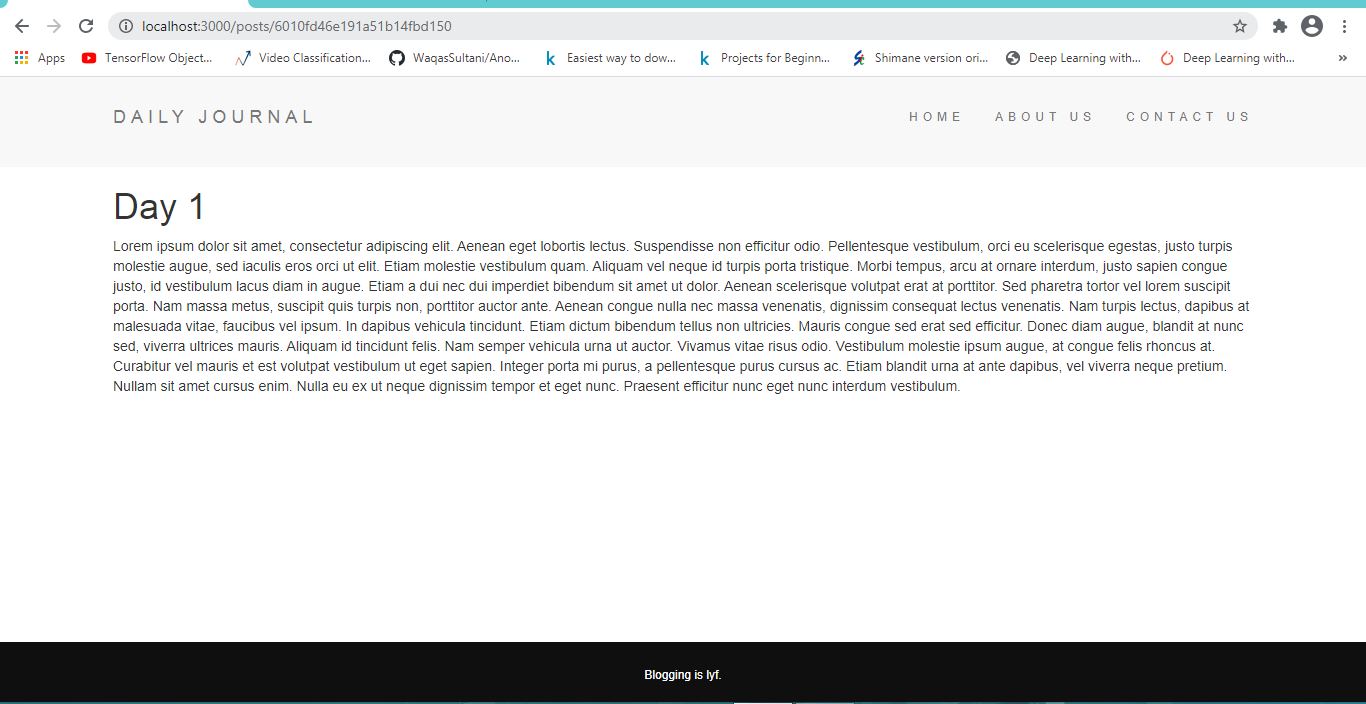 localhost:3000/posts/6010fd46e191a51b14fbd150
Apps TensorFlow Object... Video Classification... WaqasSultani/Ano... Easiest way to dow... Projects for Beginn... Shimane version ori... Deep Learning with... Deep Learning with... »
DAILY JOURNAL HOME ABOUT US CONTACT US
Day 1
Lorem ipsum dolor sit amet, consectetur adipiscing elit. Aenean eget lobortis lectus. Suspendisse non efficitur odio. Pellentesque vestibulum, orci eu scelerisque egestas, justo turpis
molestie augue, sed iaculis eros orci ut elit. Etiam molestie vestibulum quam. Aliquam vel neque id turpis porta tristique. Morbi tempus, arcu at ornare interdum, justo sapien congue
justo, id vestibulum lacus diam in augue. Etiam a dui nec dui imperdiet bibendum sit amet ut dolor. Aenean scelerisque volutpat erat at porttitor. Sed pharetra tortor vel lorem suscipit
porta. Nam massa metus, suscipit quis turpis non, porttitor auctor ante. Aenean congue nulla nec massa venenatis, dignissim consequat lectus venenatis. Nam turpis lectus, dapibus at
malesuada vitae, faucibus vel ipsum. In dapibus vehicula tincidunt. Etiam dictum bibendum tellus non ultricies. Mauris congue sed erat sed efficitur. Donec diam augue, blandit at nunc
sed, viverra ultrices mauris. Aliquam id tincidunt felis. Nam semper vehicula urna ut auctor. Vivamus vitae risus odio. Vestibulum molestie ipsum augue, at congue felis rhoncus at.
Curabitur vel mauris et est volutpat vestibulum ut eget sapien. Integer porta mi purus, a pellentesque purus cursus ac. Etiam blandit urna at ante dapibus, vel viverra neque pretium.
Nullam sit amet cursus enim. Nulla eu ex ut neque dignissim tempor et eget nunc. Praesent efficitur nunc eget nunc interdum vestibulum.
Blogging is lyf.